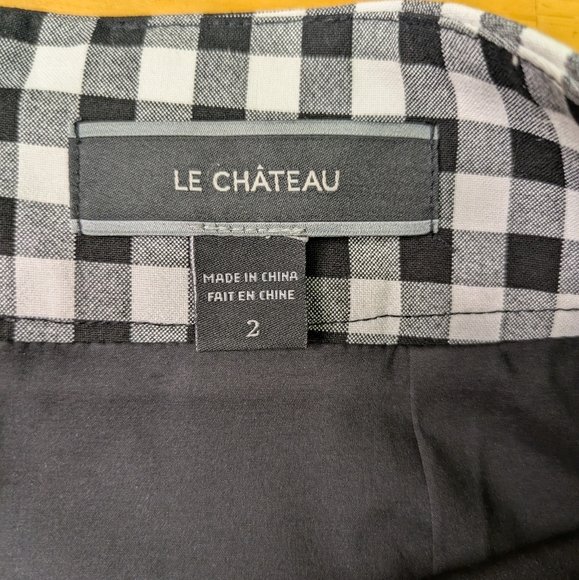 LE CHÂTEAU
MADE IN CHINA
FAIT EN CHINE
2